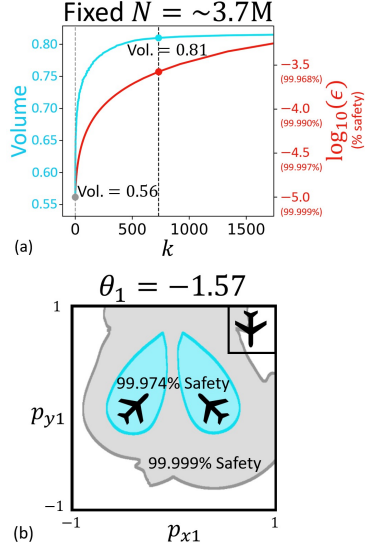 Fixed N = ~3.7M
Volume
0.80
0.75
0.70
0.65
0.60
0.55
Vol. = 0.81
Vol. = 0.56
−3.5
(99.968%)
−4.0
(99.990%)
−4.5
(99.997%)
−5.0
(99.999%)
log₁₀(ϵ)
(% safety)
0 500 1000 1500
k
(a)
θ₁ = −1.57
1
p_y1
−1
99.974% Safety
99.999% Safety
−1 1
p_x1
(b)